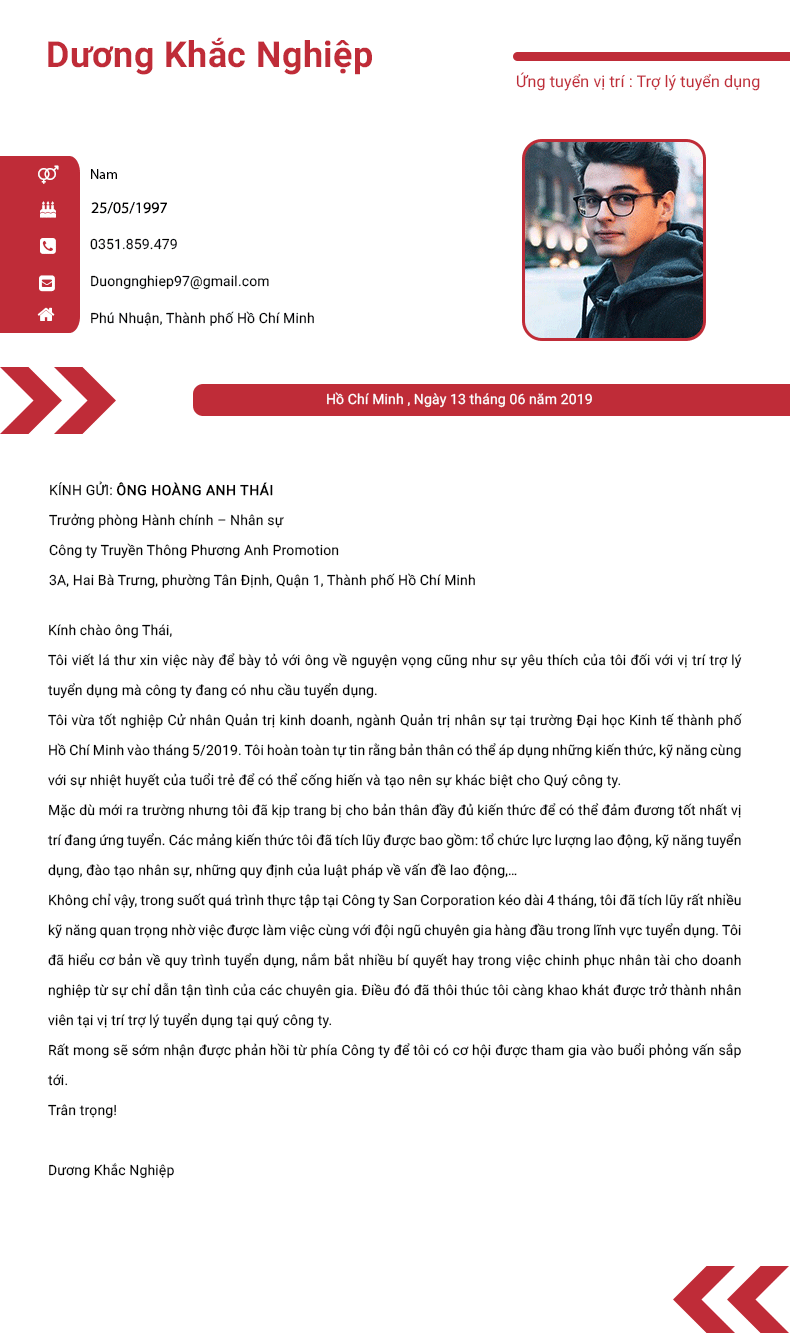 Dương Khắc Nghiệp
Ứng tuyển vị trí : Trợ lý tuyển dụng
Nam
25/05/1997
0351.859.479
Duongnghiep97@gmail.com
Phú Nhuận, Thành phố Hồ Chí Minh
Hồ Chí Minh , Ngày 13 tháng 06 năm 2019
KÍNH GỬI: ÔNG HOÀNG ANH THÁI
Trưởng phòng Hành chính – Nhân sự
Công ty Truyền Thông Phương Anh Promotion
3A, Hai Bà Trưng, phường Tân Định, Quận 1, Thành phố Hồ Chí Minh
Kính chào ông Thái,
Tôi viết lá thư xin việc này để bày tỏ với ông về nguyện vọng cũng như sự yêu thích của tôi đối với vị trí trợ lý
tuyển dụng mà công ty đang có nhu cầu tuyển dụng.
Tôi vừa tốt nghiệp Cử nhân Quản trị kinh doanh, ngành Quản trị nhân sự tại trường Đại học Kinh tế thành phố
Hồ Chí Minh vào tháng 5/2019. Tôi hoàn toàn tự tin rằng bản thân có thể áp dụng những kiến thức, kỹ năng cùng
với sự nhiệt huyết của tuổi trẻ để có thể cống hiến và tạo nên sự khác biệt cho Quý công ty.
Mặc dù mới ra trường nhưng tôi đã kịp trang bị cho bản thân đầy đủ kiến thức để có thể đảm đương tốt nhất vị
trí đang ứng tuyển. Các mảng kiến thức tôi đã tích lũy được bao gồm: tổ chức lực lượng lao động, kỹ năng tuyển
dụng, đào tạo nhân sự, những quy định của luật pháp về vấn đề lao động,…
Không chỉ vậy, trong suốt quá trình thực tập tại Công ty San Corporation kéo dài 4 tháng, tôi đã tích lũy rất nhiều
kỹ năng quan trọng nhờ việc được làm việc cùng với đội ngũ chuyên gia hàng đầu trong lĩnh vực tuyển dụng. Tôi
đã hiểu cơ bản về quy trình tuyển dụng, nắm bắt nhiều bí quyết hay trong việc chinh phục nhân tài cho doanh
nghiệp từ sự chỉ dẫn tận tình của các chuyên gia. Điều đó đã thôi thúc tôi càng khao khát được trở thành nhân
viên tại vị trí trợ lý tuyển dụng tại quý công ty.
Rất mong sẽ sớm nhận được phản hồi từ phía Công ty để tôi có cơ hội được tham gia vào buổi phỏng vấn sắp
tới.
Trân trọng!
Dương Khắc Nghiệp